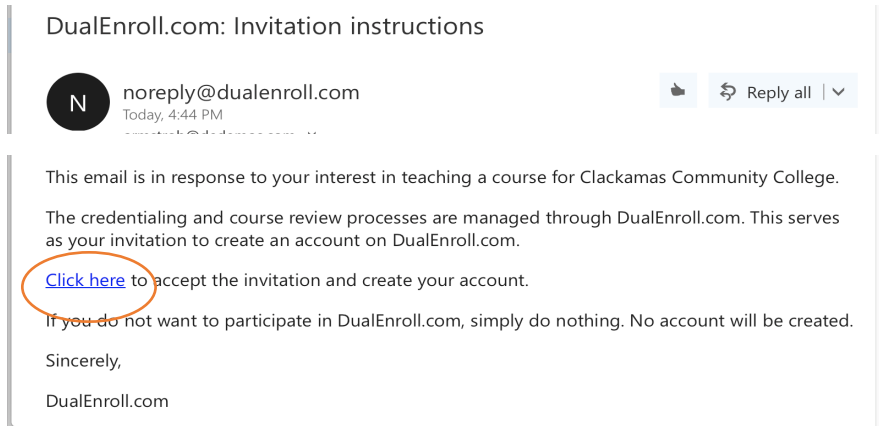 DualEnroll.com: Invitation instructions
N
noreply@dualenroll.com
Reply all
Today, 4:44 PM
This email is in response to your interest in teaching a course for Clackamas Community College.
The credentialing and course review processes are managed through DualEnroll.com. This serves
as your invitation to create an account on DualEnroll.com.
Click here to accept the invitation and create your account.
If you do not want to participate in DualEnroll.com, simply do nothing. No account will be created.
Sincerely,
DualEnroll.com